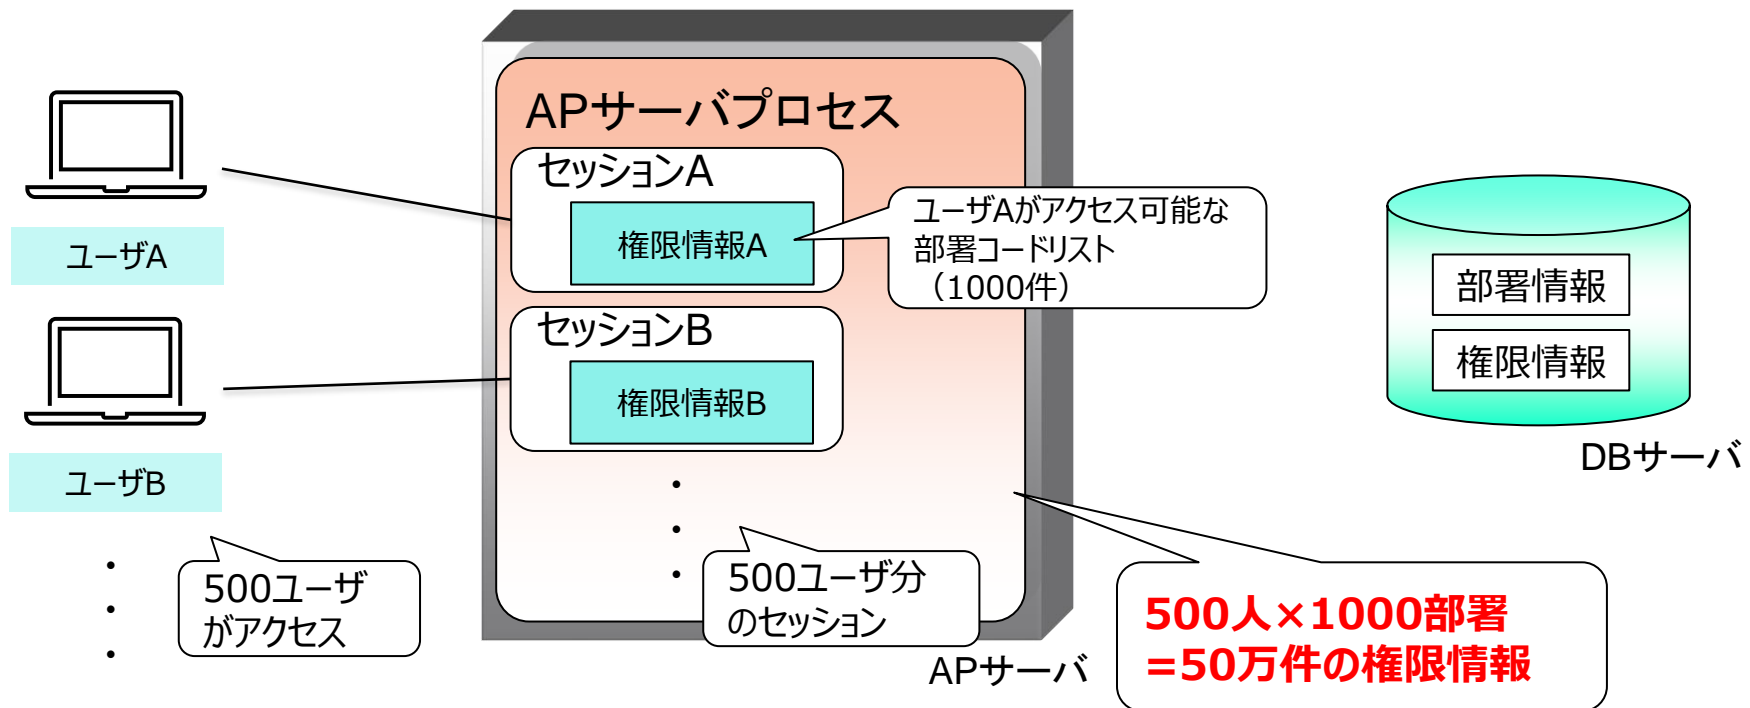 APサーバプロセス
セッションA
権限情報A
ユーザAがアクセス可能な
部署コードリスト
（1000件）
ユーザA
セッションB
権限情報B
ユーザB
部署情報
権限情報
DBサーバ
・
・
・
500ユーザ
がアクセス
・
・
・
500ユーザ分
のセッション
APサーバ
500人×1000部署
=50万件の権限情報